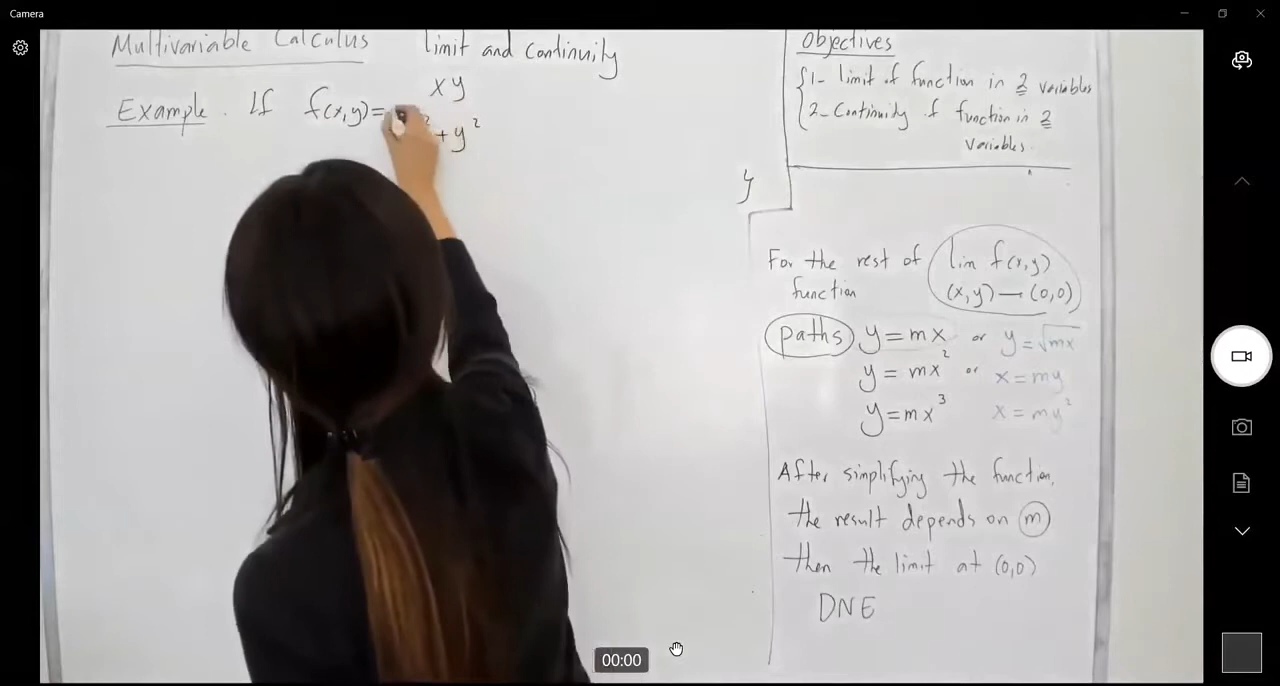 Camera
Multivariable Calculus limit and Continuity
Example. If f(x,y)=
xy
2 + y 2
Objectives
1- limit of function in 2 variables
2- Continuity of function in 2
variables.
y
For the rest of
function
lim f(x,y)
(x,y) — (0,0)
paths y = mx or y = √mx
y = mx² or x = my
y = mx³ x = my²
After simplifying the function,
the result depends on m
then the limit at (0,0)
DNE
00:00